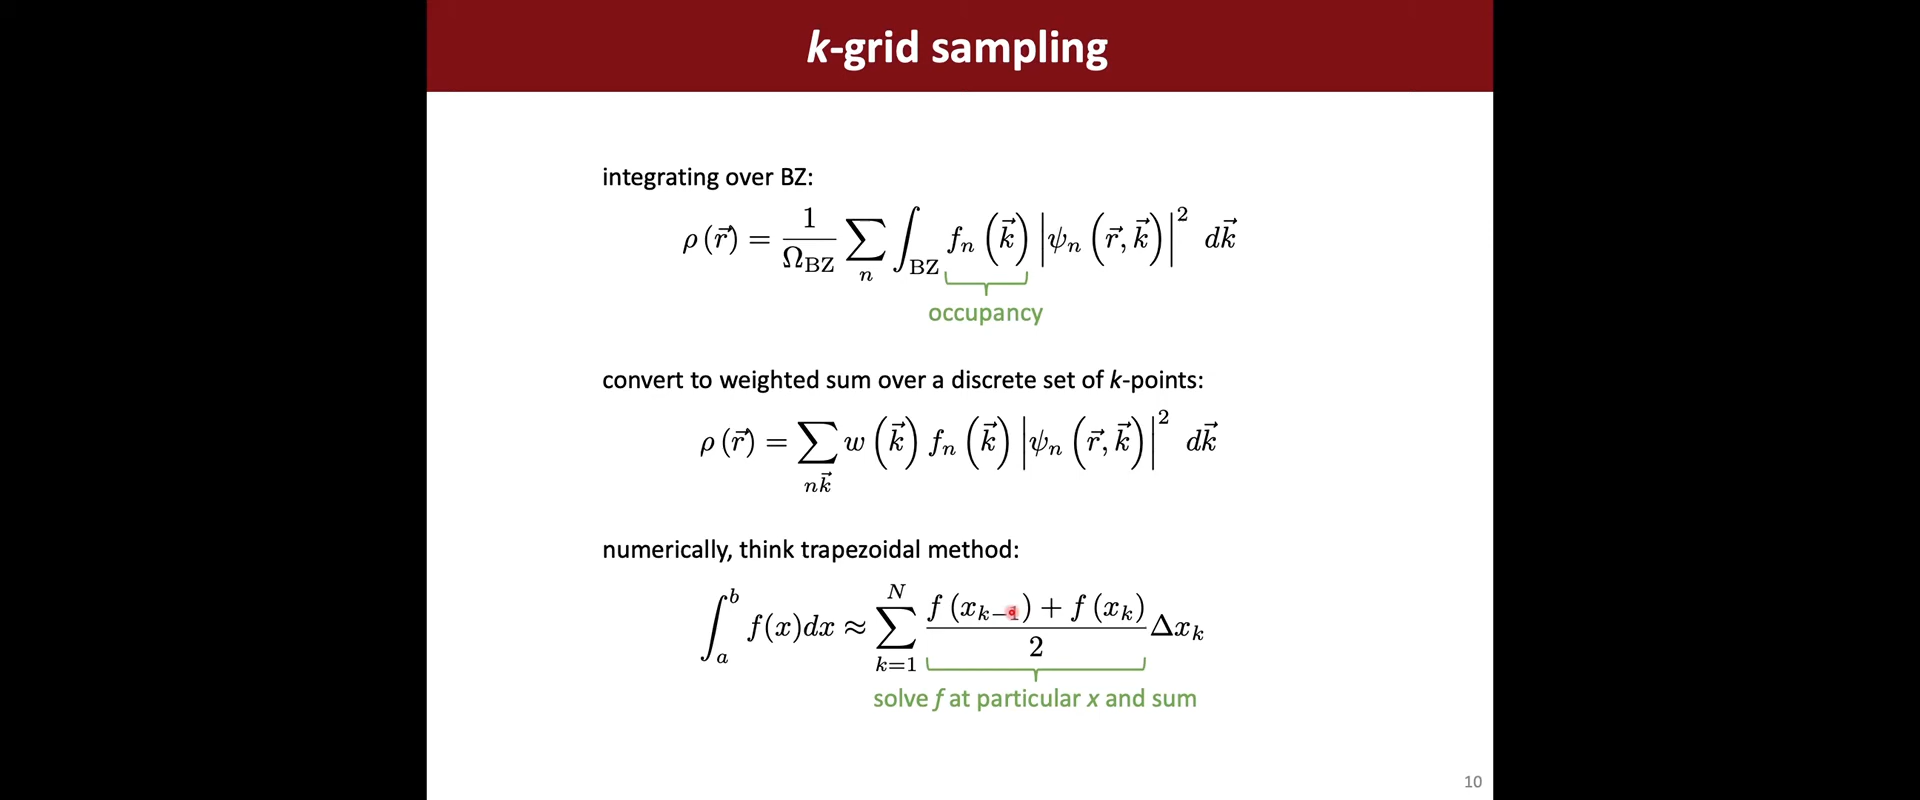 k-grid sampling
integrating over BZ:
ρ(r⃗) = 1/Ω_BZ ∑_n ∫_BZ f_n(k⃗) |ψ_n(r⃗, k⃗)|² dk⃗
occupancy
convert to weighted sum over a discrete set of k-points:
ρ(r⃗) = ∑_{nk⃗} w(k⃗) f_n(k⃗) |ψ_n(r⃗, k⃗)|² dk⃗
numerically, think trapezoidal method:
∫_a^b f(x)dx ≈ ∑_{k=1}^N (f(x_{k−1}) + f(x_k))/2 Δx_k
solve f at particular x and sum
10